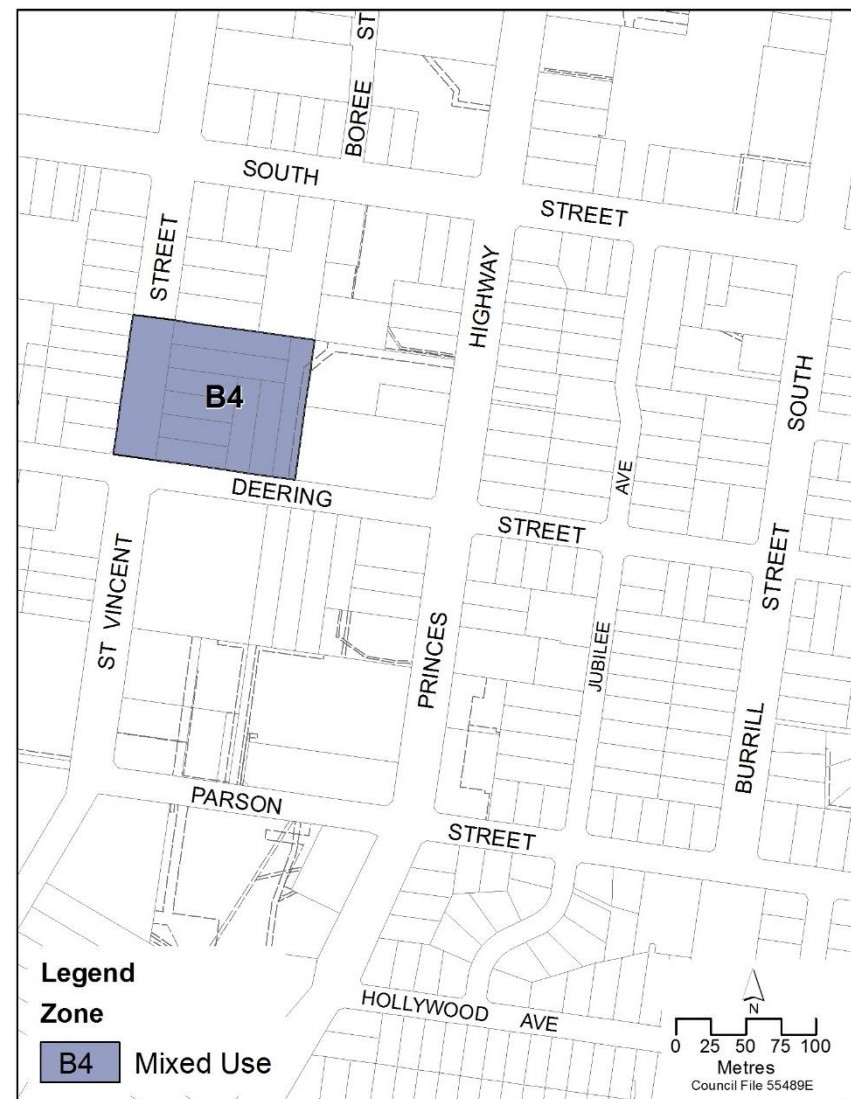 BOREE ST
SOUTH STREET
STREET
HIGHWAY
SOUTH
B4
DEERING STREET
AVE
STREET
ST VINCENT
JUBILEE
PRINCES
BURRILL
PARSON STREET
HOLLYWOOD AVE
Legend
Zone
B4 Mixed Use
N
0 25 50 75 100
Metres
Council File 55489E